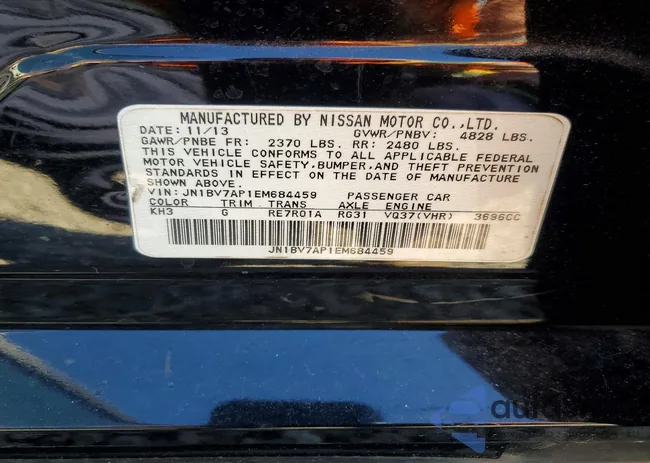 MANUFACTURED BY NISSAN MOTOR CO.,LTD.
DATE: 11/13 GVWR/PNBV: 4828 LBS.
GAWR/PNBE FR: 2370 LBS. RR: 2480 LBS.
THIS VEHICLE CONFORMS TO ALL APPLICABLE FEDERAL
MOTOR VEHICLE SAFETY, BUMPER, AND THEFT PREVENTION
STANDARDS IN EFFECT ON THE DATE OF MANUFACTURE
SHOWN ABOVE.
VIN: JN1BV7AP1EM684459 PASSENGER CAR
COLOR TRIM TRANS AXLE ENGINE
KH3 G RE7R01A RG31 VQ37(VHR) 3696CC
JN1BV7AP1EM684459